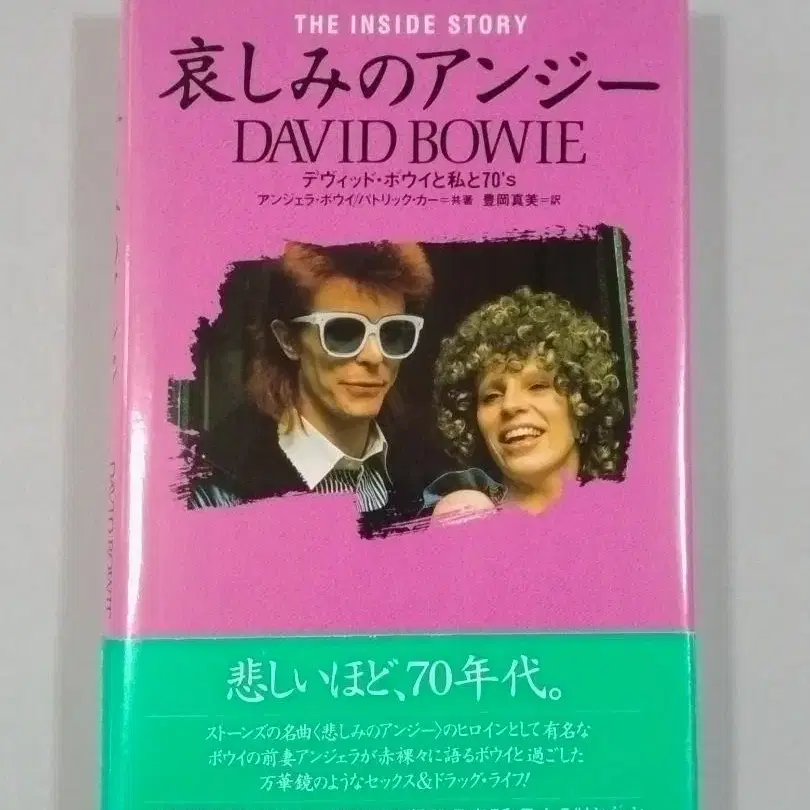 THE INSIDE STORY
哀しみのアンジー
DAVID BOWIE
デヴィッド・ボウイと私と70's
アンジェラ・ボウイ/パトリック・カー=共著 豊岡真美=訳
DAVID BOWIE
悲しいほど、70年代。
ストーンズの名曲〈悲しみのアンジー〉のヒロインとして有名な
ボウイの前妻アンジェラが赤裸々に語るボウイと過ごした
万華鏡のようなセックス&ドラッグ・ライフ!